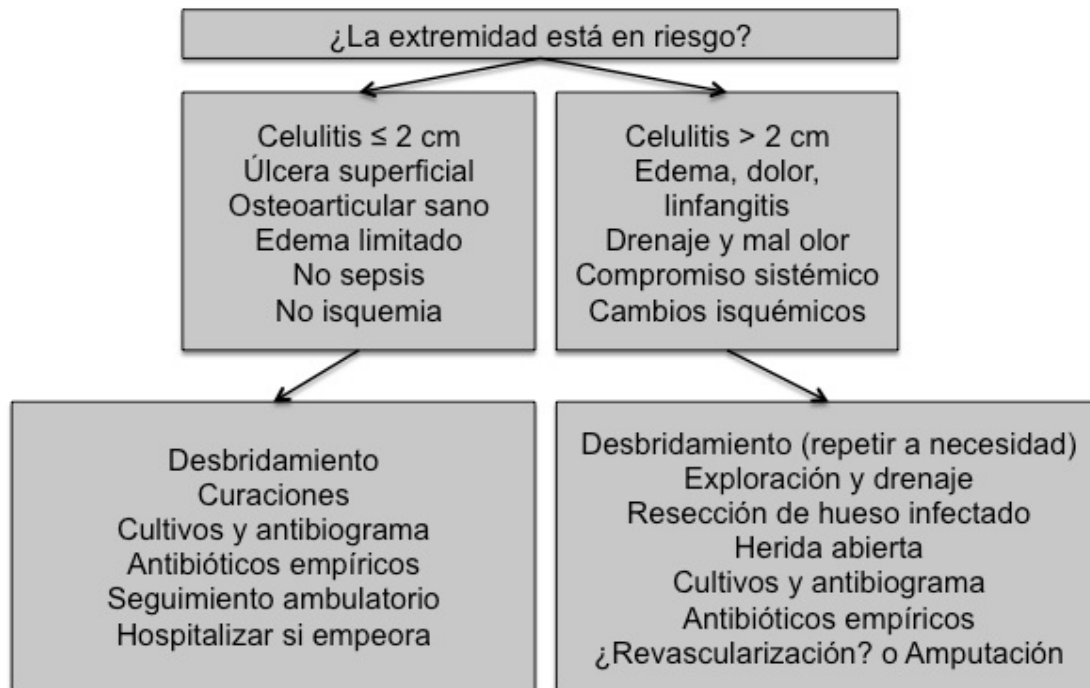 ¿La extremidad está en riesgo?
Celulitis ≤ 2 cm
Úlcera superficial
Osteoarticular sano
Edema limitado
No sepsis
No isquemia
Celulitis > 2 cm
Edema, dolor,
linfangitis
Drenaje y mal olor
Compromiso sistémico
Cambios isquémicos
Desbridamiento
Curaciones
Cultivos y antibiograma
Antibióticos empíricos
Seguimiento ambulatorio
Hospitalizar si empeora
Desbridamiento (repetir a necesidad)
Exploración y drenaje
Resección de hueso infectado
Herida abierta
Cultivos y antibiograma
Antibióticos empíricos
¿Revascularización? o Amputación